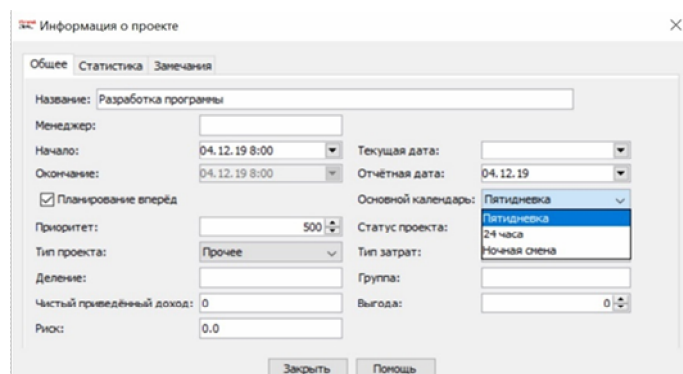 Информация о проекте
Общее Статистика Замечания
Название: Разработка программы
Менеджер:
Начало: 04.12.19 8:00 Текущая дата:
Окончание: 04.12.19 8:00 Отчётная дата: 04.12.19
Планирование вперёд Основной календарь: Пятидневка
Пятидневка
Приоритет: 500 Статус проекта:
24 часа
Тип проекта: Прочее Тип затрат:
Ночная смена
Деление: Группа:
Чистый приведённый доход: 0 Выгода: 0
Риск: 0.0
Закрыть Помощь